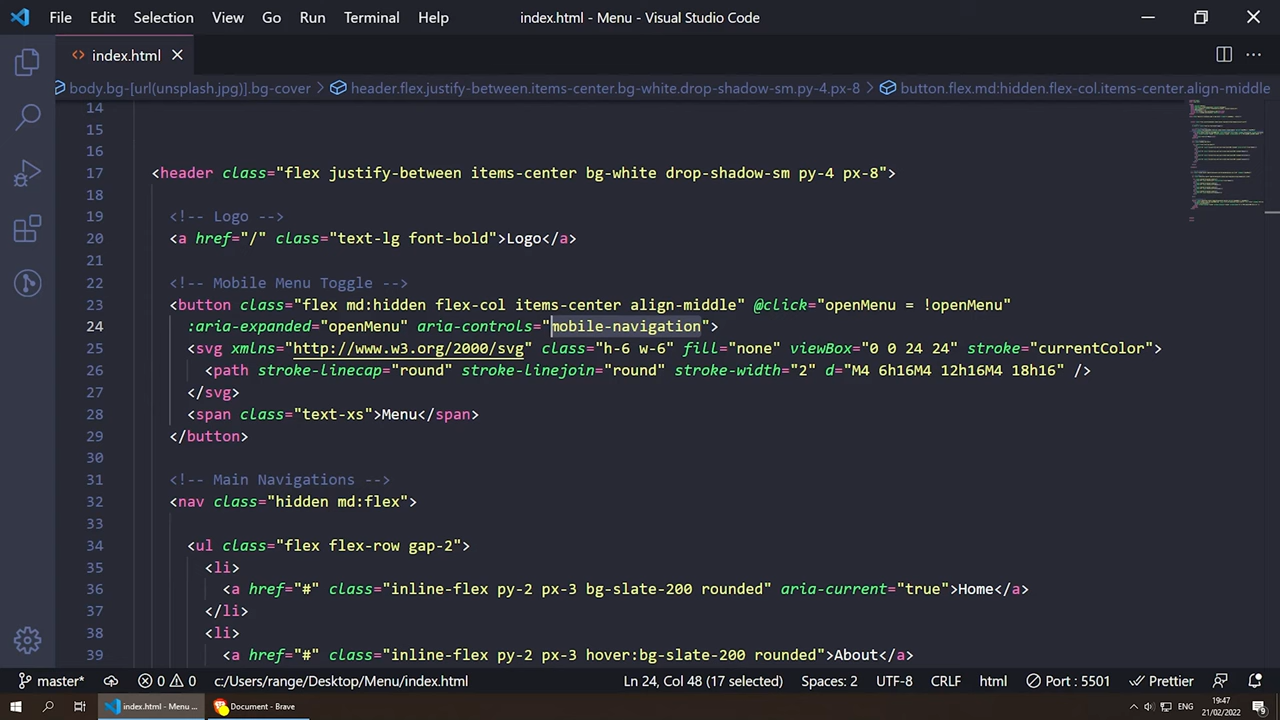 File Edit Selection View Go Run Terminal Help index.html - Menu - Visual Studio Code
<> index.html ×
body.bg-[url(unsplash.jpg)].bg-cover > header.flex.justify-between.items-center.bg-white.drop-shadow-sm.py-4.px-8 > button.flex.md:hidden.flex-col.items-center.align-middle
14
15
16
17 <header class="flex justify-between items-center bg-white drop-shadow-sm py-4 px-8">
18
19 <!-- Logo -->
20 <a href="/" class="text-lg font-bold">Logo</a>
21
22 <!-- Mobile Menu Toggle -->
23 <button class="flex md:hidden flex-col items-center align-middle" @click="openMenu = !openMenu"
24 :aria-expanded="openMenu" aria-controls="mobile-navigation">
25 <svg xmlns="http://www.w3.org/2000/svg" class="h-6 w-6" fill="none" viewBox="0 0 24 24" stroke="currentColor">
26 <path stroke-linecap="round" stroke-linejoin="round" stroke-width="2" d="M4 6h16M4 12h16M4 18h16" />
27 </svg>
28 <span class="text-xs">Menu</span>
29 </button>
30
31 <!-- Main Navigations -->
32 <nav class="hidden md:flex">
33
34 <ul class="flex flex-row gap-2">
35 <li>
36 <a href="#" class="inline-flex py-2 px-3 bg-slate-200 rounded" aria-current="true">Home</a>
37 </li>
38 <li>
39 <a href="#" class="inline-flex py-2 px-3 hover:bg-slate-200 rounded">About</a>
master* 0 0 c:/Users/range/Desktop/Menu/index.html Ln 24, Col 48 (17 selected) Spaces: 2 UTF-8 CRLF html Port : 5501 Prettier
index.html - Menu ... Document - Brave ENG 19:47
21/02/2022